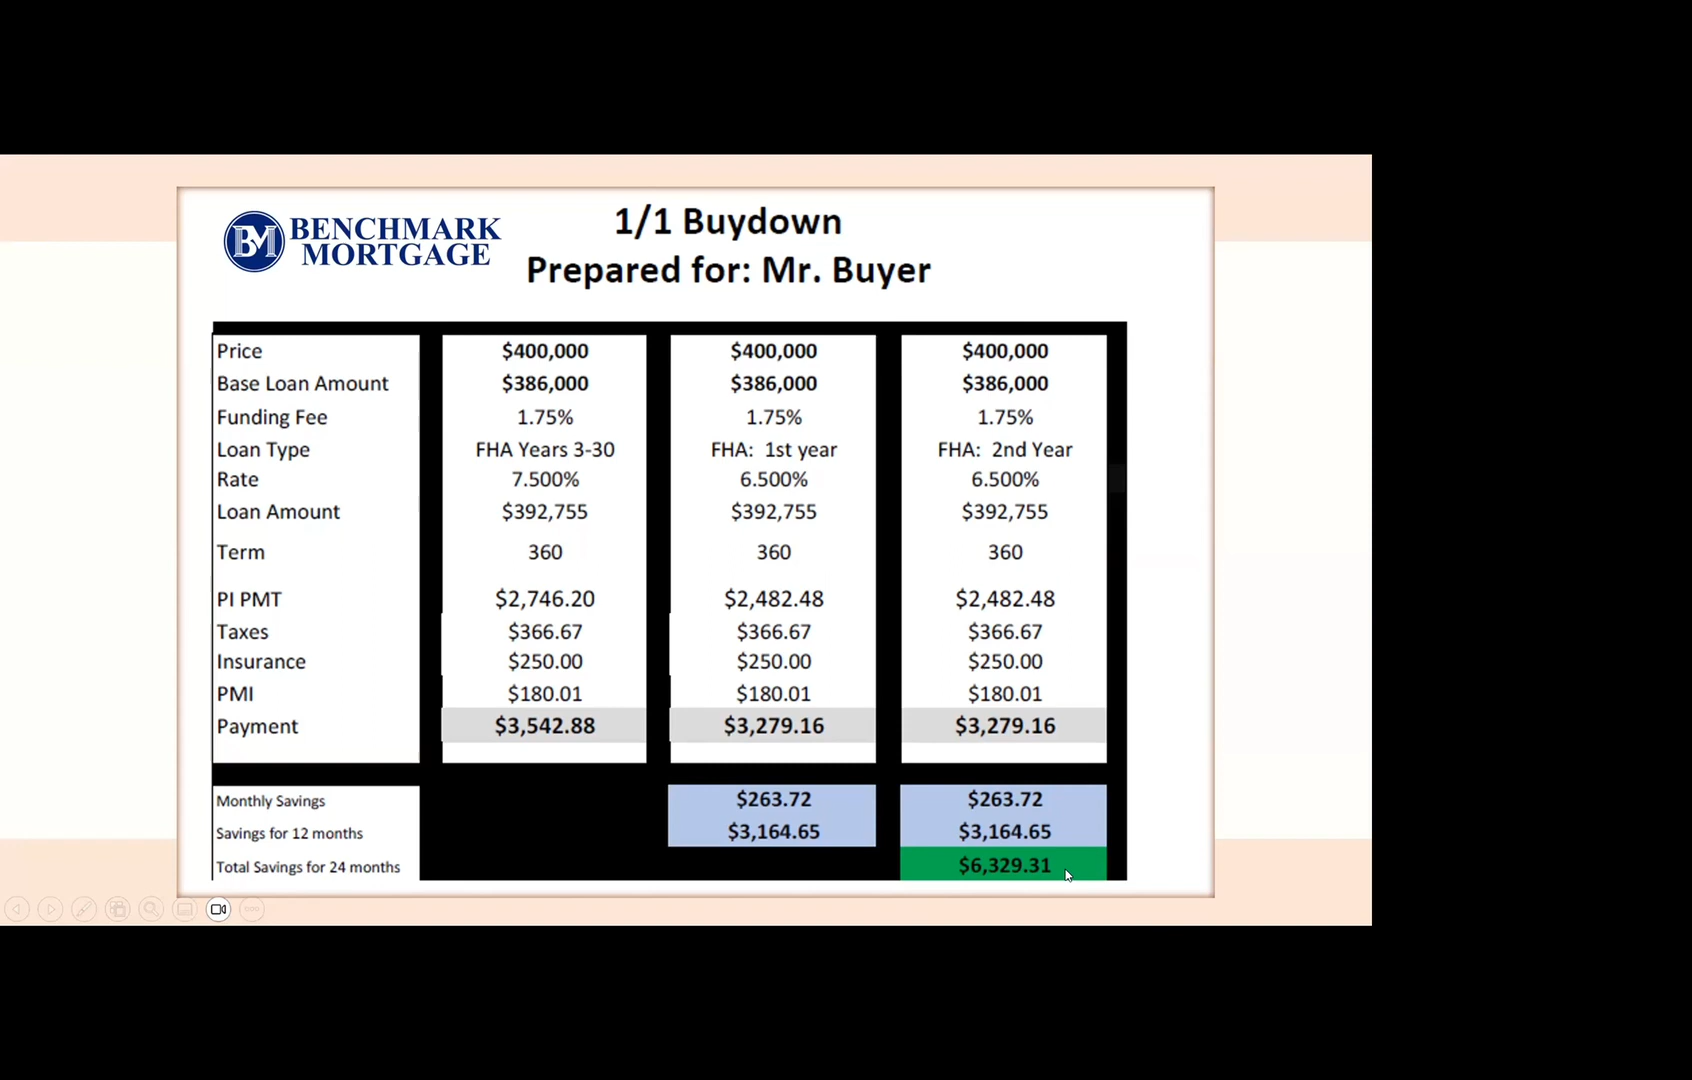 BM BENCHMARK
MORTGAGE
1/1 Buydown
Prepared for: Mr. Buyer
Price $400,000 $400,000 $400,000
Base Loan Amount $386,000 $386,000 $386,000
Funding Fee 1.75% 1.75% 1.75%
Loan Type FHA Years 3-30 FHA: 1st year FHA: 2nd Year
Rate 7.500% 6.500% 6.500%
Loan Amount $392,755 $392,755 $392,755
Term 360 360 360
PI PMT $2,746.20 $2,482.48 $2,482.48
Taxes $366.67 $366.67 $366.67
Insurance $250.00 $250.00 $250.00
PMI $180.01 $180.01 $180.01
Payment $3,542.88 $3,279.16 $3,279.16
Monthly Savings $263.72 $263.72
Savings for 12 months $3,164.65 $3,164.65
Total Savings for 24 months $6,329.31